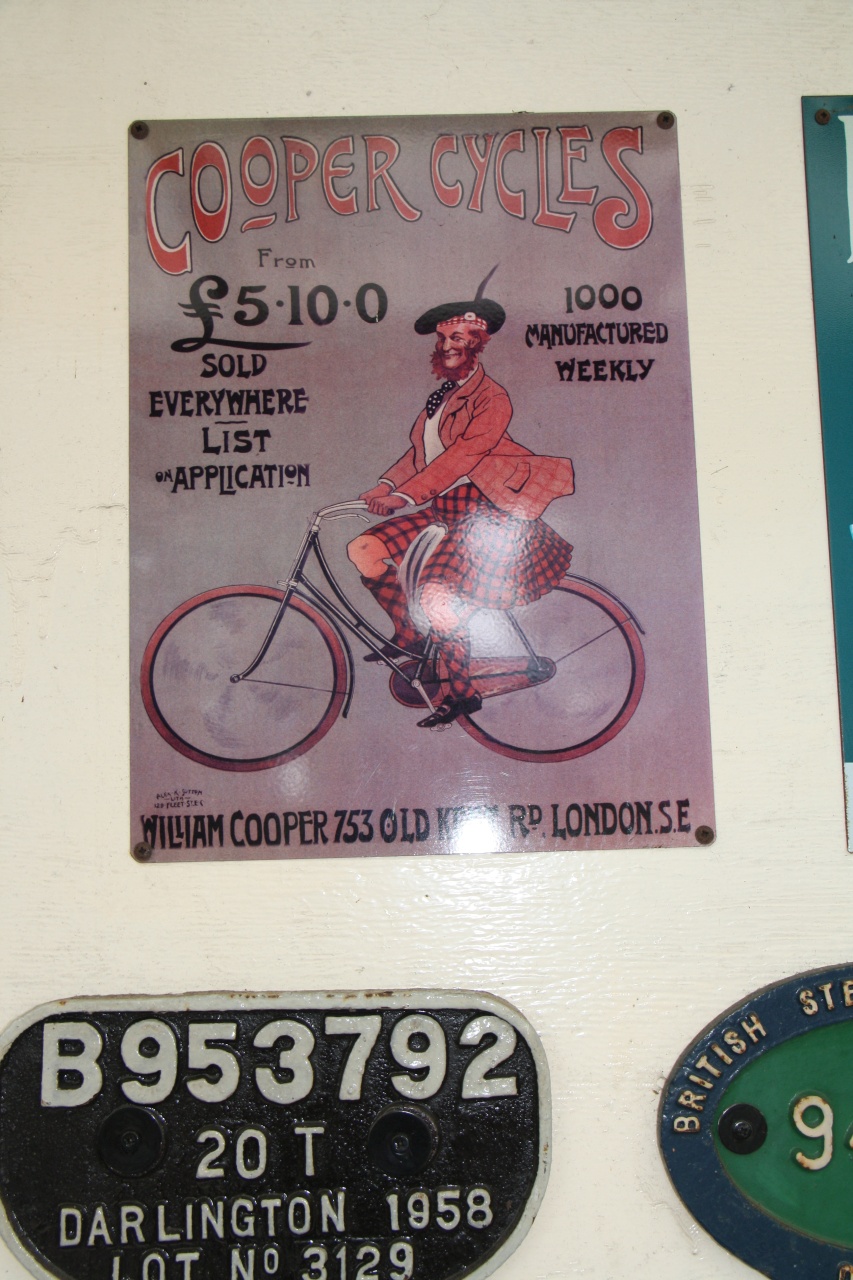 COOPER CYCLES
From
£5·10·0
SOLD
EVERYWHERE
LIST
ON APPLICATION
1000
MANUFACTURED
WEEKLY
WILLIAM COOPER 753 OLD RD. LONDON.S.E
B953792
20 T
DARLINGTON 1958
LOT No 3129
BRITISH